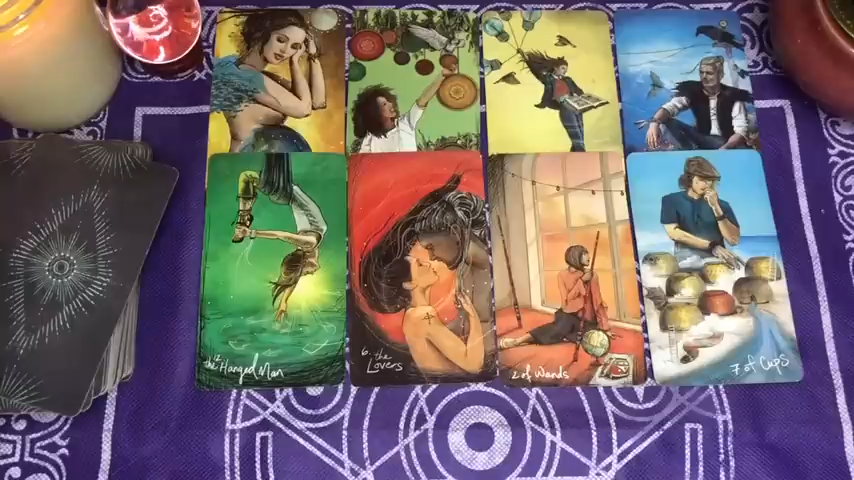 the 12 Hanged Man
6. the
Lovers
2 of Wands
7 of Cups